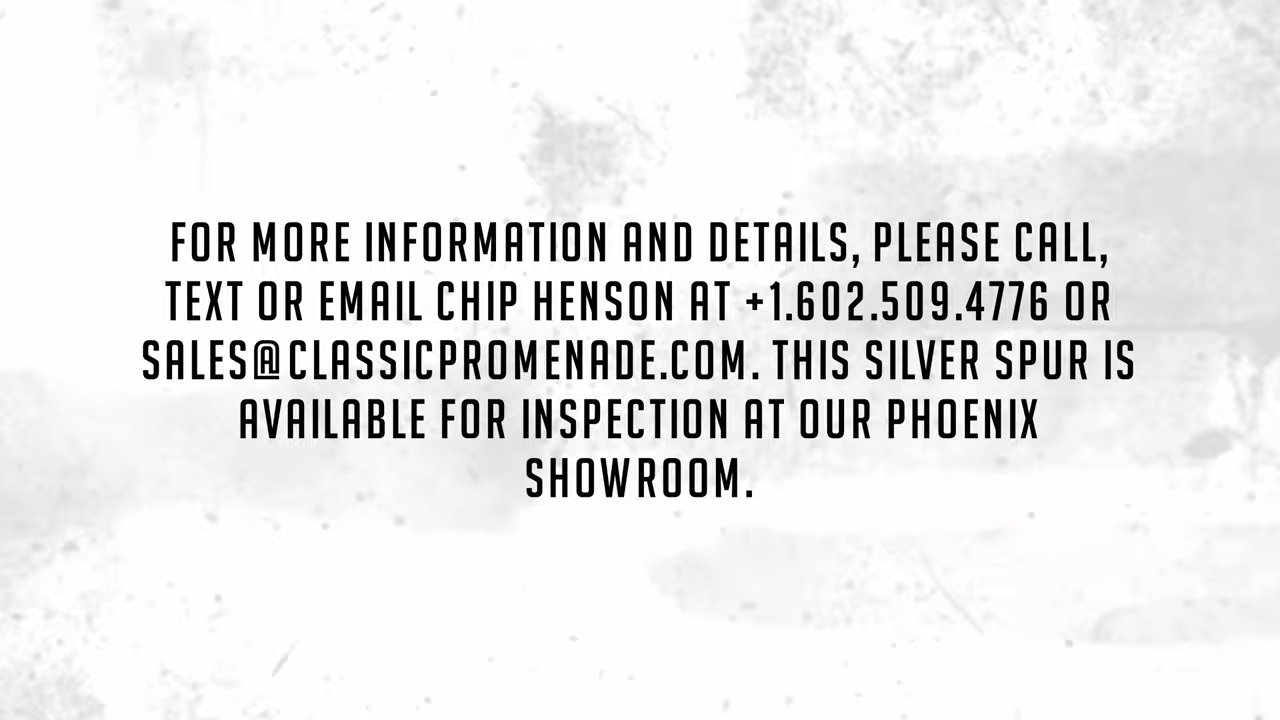 FOR MORE INFORMATION AND DETAILS, PLEASE CALL,
TEXT OR EMAIL CHIP HENSON AT +1.602.509.4776 OR
SALES@CLASSICPROMENADE.COM. THIS SILVER SPUR IS
AVAILABLE FOR INSPECTION AT OUR PHOENIX
SHOWROOM.